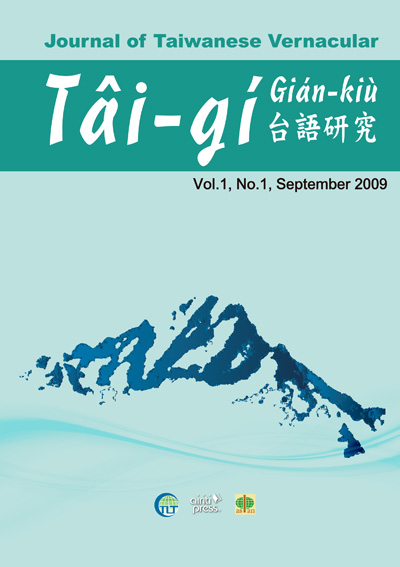 Journal of Taiwanese Vernacular
Tâi-gí
Gián-kiù
台語研究
Vol.1, No.1, September 2009
TLT
airiti
press